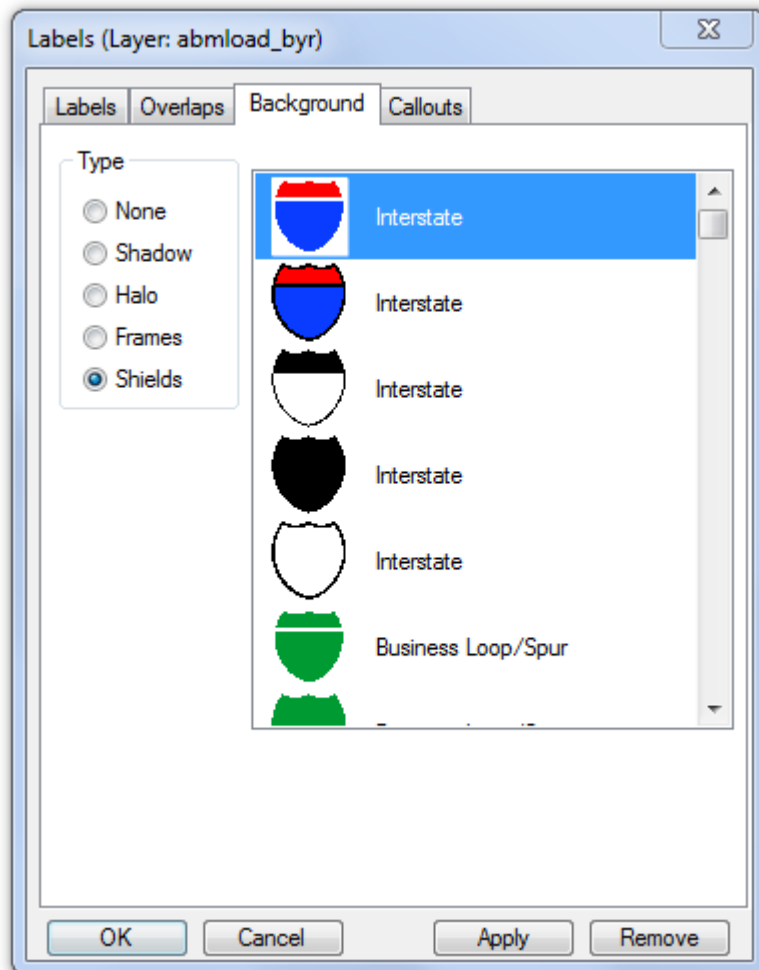 Labels (Layer: abmload_byr)
Labels Overlaps Background Callouts
Type
None
Shadow
Halo
Frames
Shields
Interstate
Interstate
Interstate
Interstate
Interstate
Business Loop/Spur
OK Cancel Apply Remove